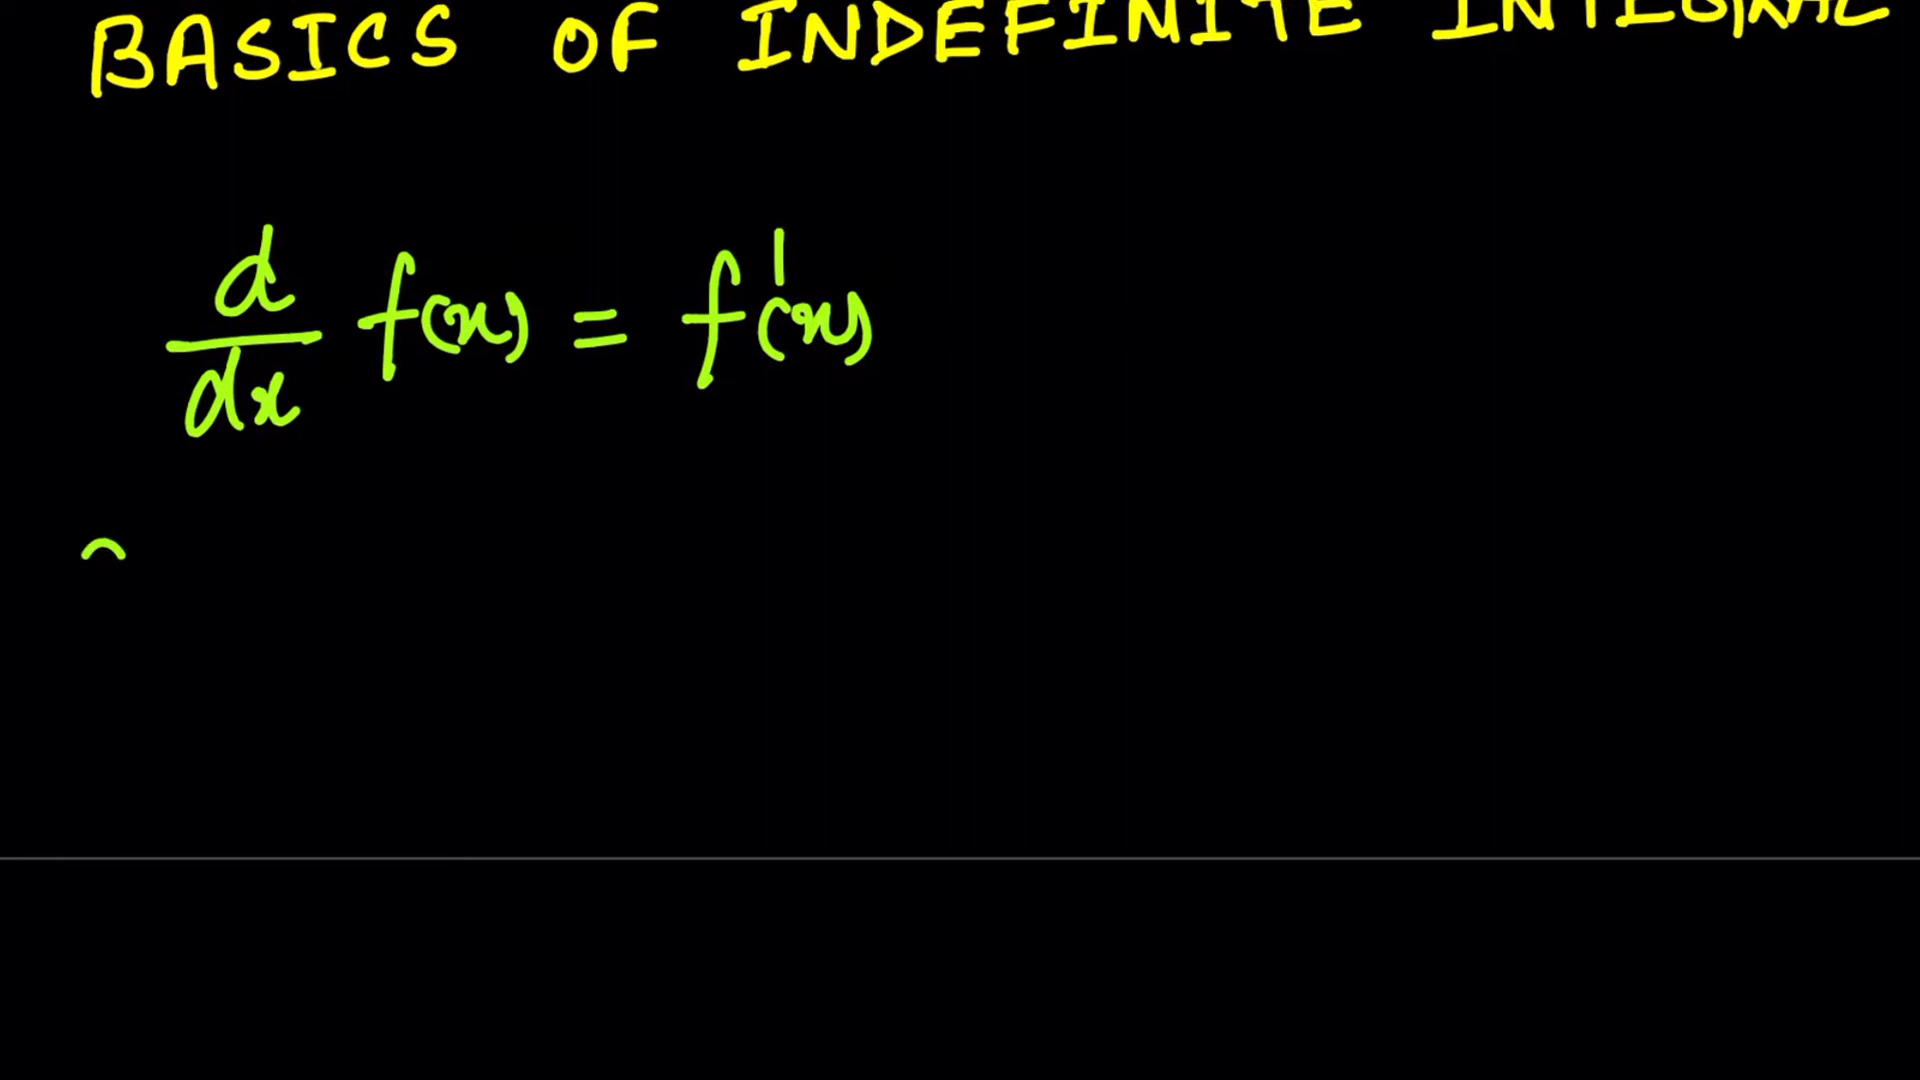 BASICS OF INDEFINITE INTEGRAL
d/dx f(x) = f'(x)